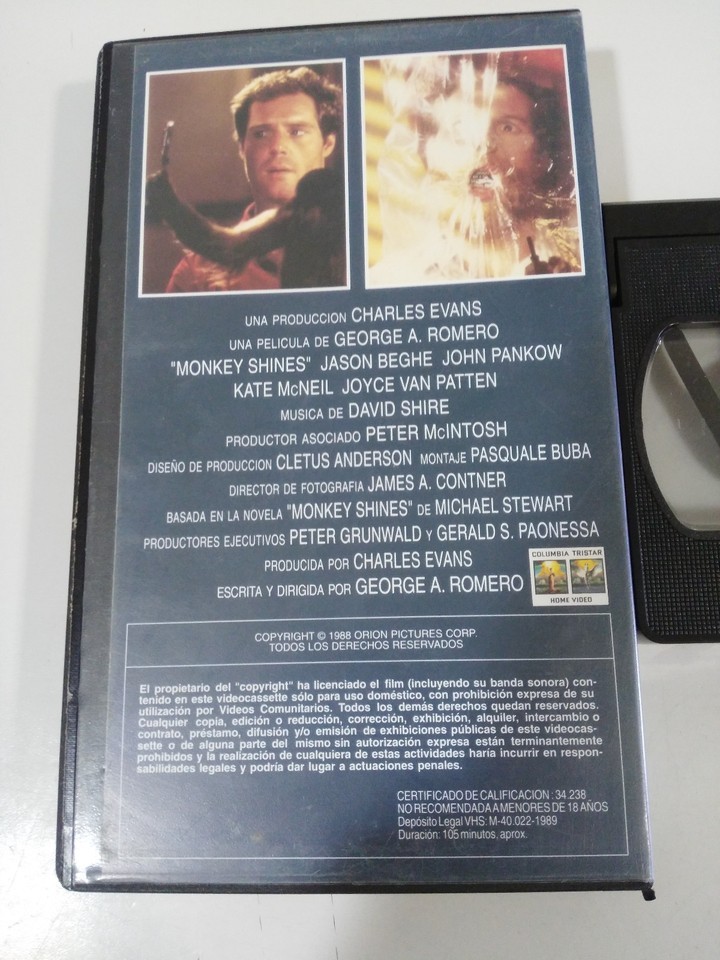 UNA PRODUCCION CHARLES EVANS
UNA PELICULA DE GEORGE A. ROMERO
"MONKEY SHINES" JASON BEGHE JOHN PANKOW
KATE McNEIL JOYCE VAN PATTEN
MUSICA DE DAVID SHIRE
PRODUCTOR ASOCIADO PETER McINTOSH
DISEÑO DE PRODUCCION CLETUS ANDERSON MONTAJE PASQUALE BUBA
DIRECTOR DE FOTOGRAFIA JAMES A. CONTNER
BASADA EN LA NOVELA "MONKEY SHINES" DE MICHAEL STEWART
PRODUCTORES EJECUTIVOS PETER GRUNWALD Y GERALD S. PAONESSA
PRODUCIDA POR CHARLES EVANS
ESCRITA Y DIRIGIDA POR GEORGE A. ROMERO
COLUMBIA TRISTAR
HOME VIDEO
COPYRIGHT © 1988 ORION PICTURES CORP.
TODOS LOS DERECHOS RESERVADOS
El propietario del "copyright" ha licenciado el film (incluyendo su banda sonora) con-
tenido en este videocassette sólo para uso doméstico, con prohibición expresa de su
utilización por Videos Comunitarios. Todos los demás derechos quedan reservados.
Cualquier copia, edición o reducción, corrección, exhibición, alquiler, intercambio o
contrato, préstamo, difusión y/o emisión de exhibiciones públicas de este videocas-
sette o de alguna parte del mismo sin autorización expresa están terminantemente
prohibidos y la realización de cualquiera de estas actividades haría incurrir en respon-
sabilidades legales y podría dar lugar a actuaciones penales.
CERTIFICADO DE CALIFICACION : 34.238
NO RECOMENDADA A MENORES DE 18 AÑOS
Depósito Legal VHS: M-40.022-1989
Duración: 105 minutos, aprox.